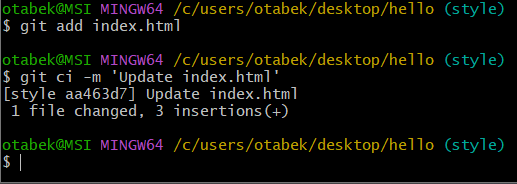 otabek@MSI MINGW64 /c/users/otabek/desktop/hello (style)
$ git add index.html
otabek@MSI MINGW64 /c/users/otabek/desktop/hello (style)
$ git ci -m 'Update index.html'
[style aa463d7] Update index.html
 1 file changed, 3 insertions(+)
otabek@MSI MINGW64 /c/users/otabek/desktop/hello (style)
$